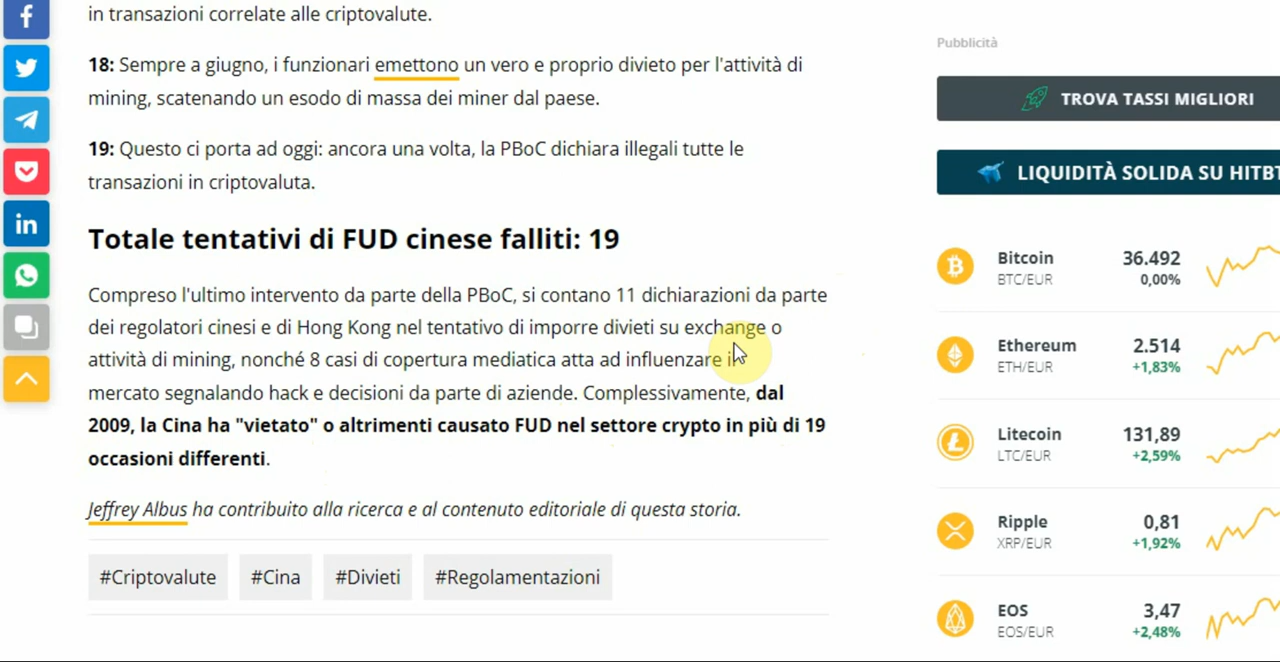 in transazioni correlate alle criptovalute.
18: Sempre a giugno, i funzionari emettono un vero e proprio divieto per l'attività di
mining, scatenando un esodo di massa dei miner dal paese.
19: Questo ci porta ad oggi: ancora una volta, la PBoC dichiara illegali tutte le
transazioni in criptovaluta.
Totale tentativi di FUD cinese falliti: 19
Compreso l'ultimo intervento da parte della PBoC, si contano 11 dichiarazioni da parte
dei regolatori cinesi e di Hong Kong nel tentativo di imporre divieti su exchange o
attività di mining, nonché 8 casi di copertura mediatica atta ad influenzare il
mercato segnalando hack e decisioni da parte di aziende. Complessivamente, dal
2009, la Cina ha "vietato" o altrimenti causato FUD nel settore crypto in più di 19
occasioni differenti.
Jeffrey Albus ha contribuito alla ricerca e al contenuto editoriale di questa storia.
#Criptovalute #Cina #Divieti #Regolamentazioni
Pubblicità
TROVA TASSI MIGLIORI
LIQUIDITÀ SOLIDA SU HITBT
Bitcoin 36.492
BTC/EUR 0,00%
Ethereum 2.514
ETH/EUR +1,83%
Litecoin 131,89
LTC/EUR +2,59%
Ripple 0,81
XRP/EUR +1,92%
EOS 3,47
EOS/EUR +2,48%